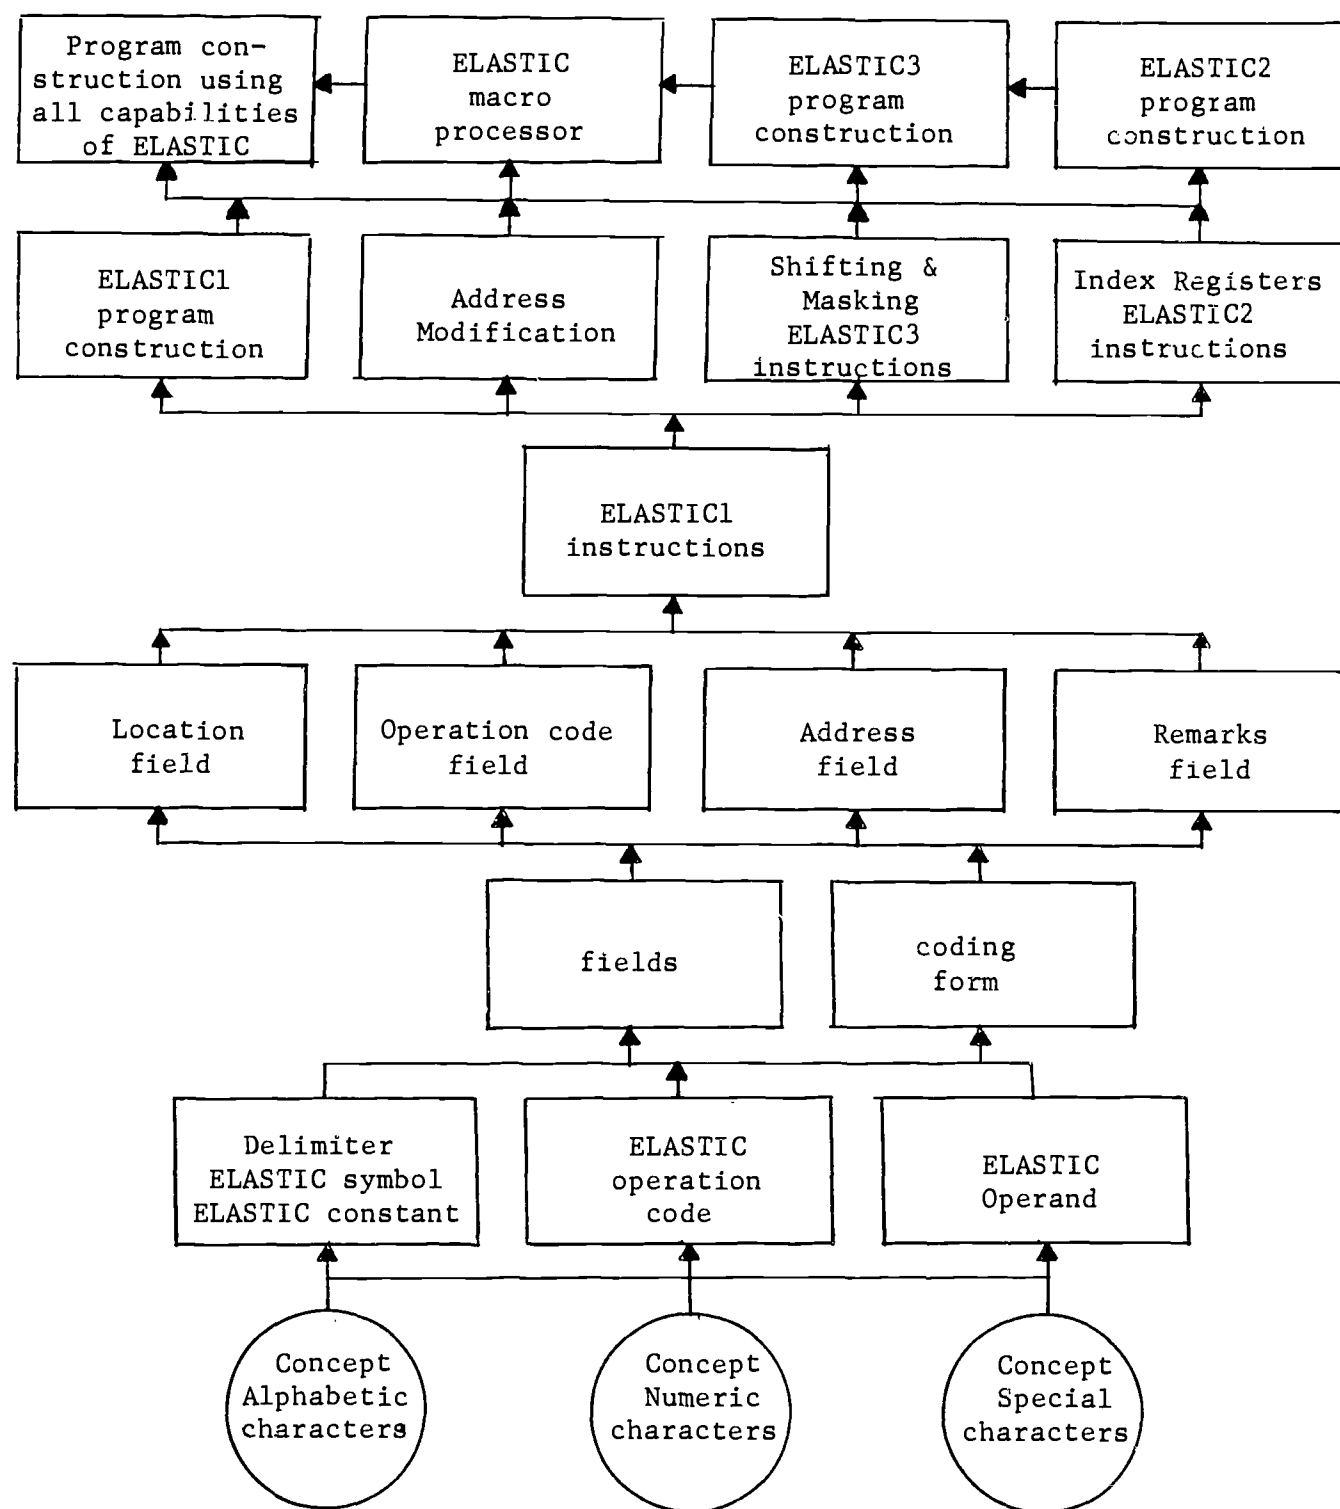 Program con-
struction using
all capabilities
of ELASTIC
ELASTIC
macro
processor
ELASTIC3
program
construction
ELASTIC2
program
construction
ELASTIC1
program
construction
Address
Modification
Shifting &
Masking
ELASTIC3
instructions
Index Registers
ELASTIC2
instructions
ELASTIC1
instructions
Location
field
Operation code
field
Address
field
Remarks
field
fields
coding
form
Delimiter
ELASTIC symbol
ELASTIC constant
ELASTIC
operation
code
ELASTIC
Operand
Concept
Alphabetic
characters
Concept
Numeric
characters
Concept
Special
characters